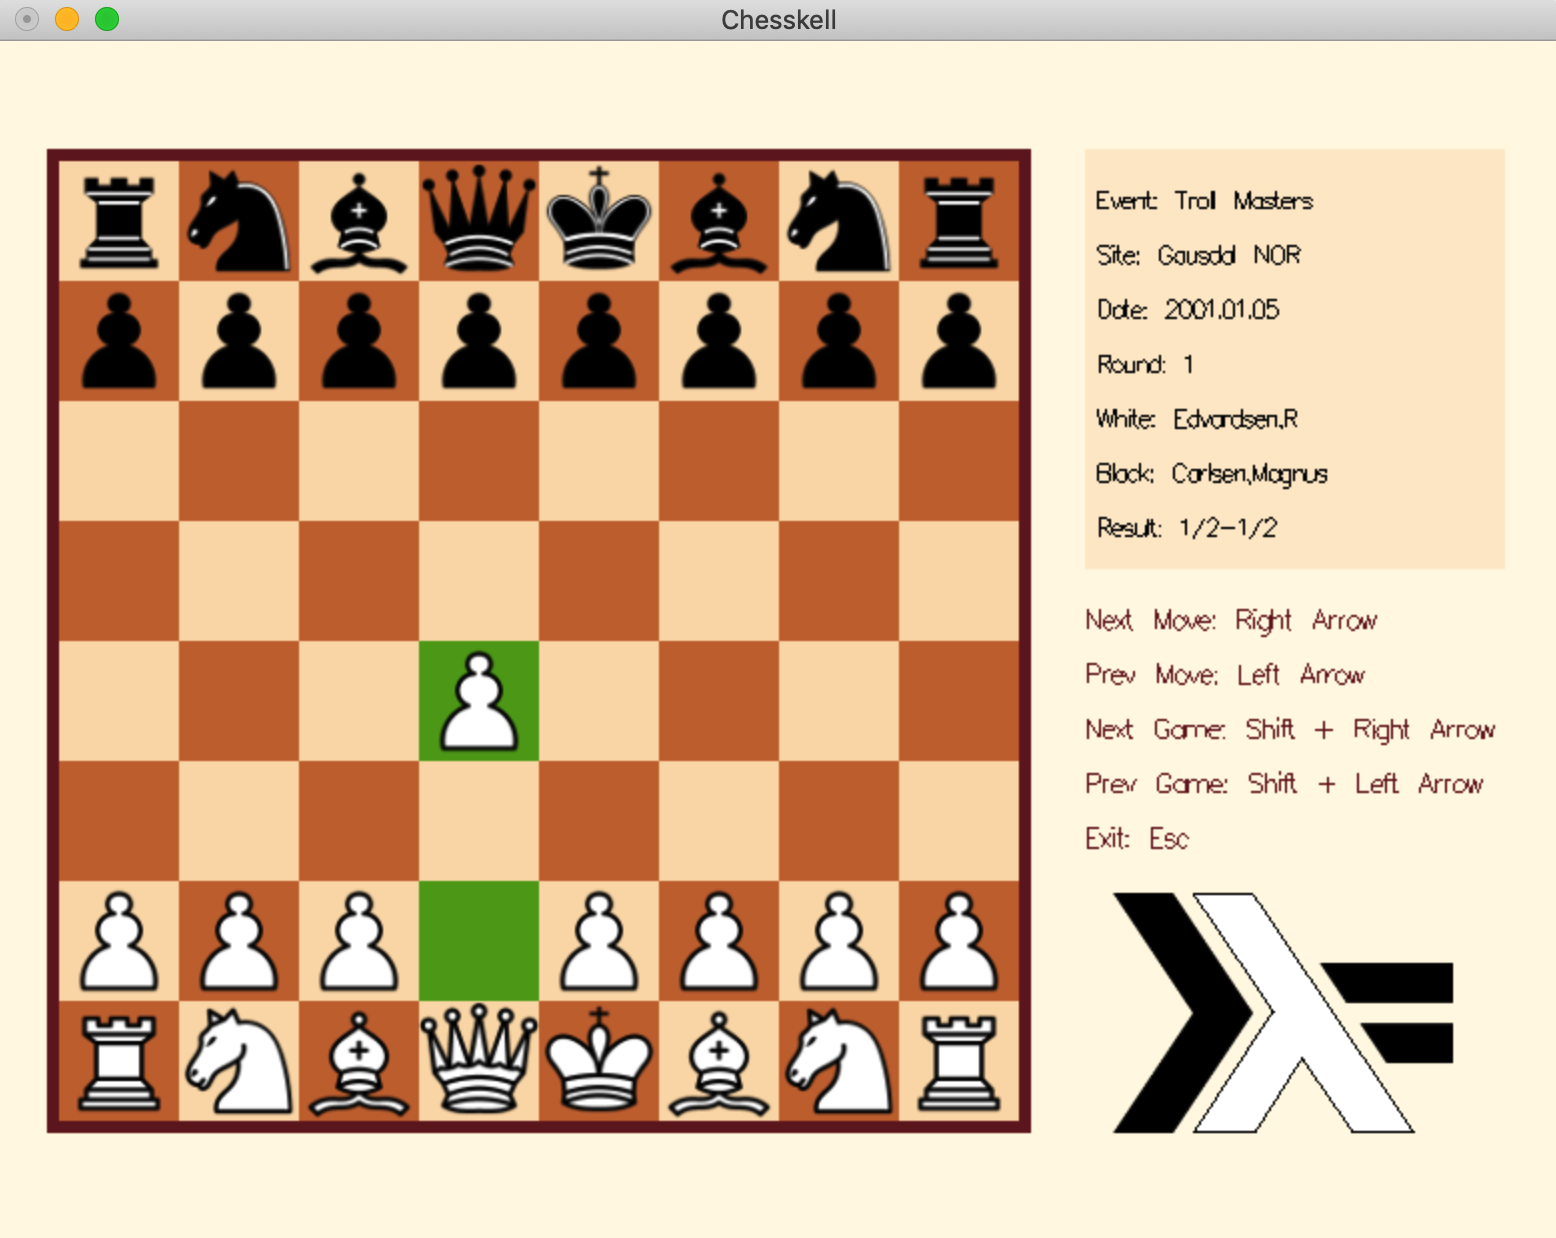 Chesskell
Event: Troll Masters
Site: Gausdal NOR
Date: 2001.01.05
Round: 1
White: Edvardsen,R
Black: Carlsen,Magnus
Result: 1/2-1/2
Next Move: Right Arrow
Prev Move: Left Arrow
Next Game: Shift + Right Arrow
Prev Game: Shift + Left Arrow
Exit: Esc